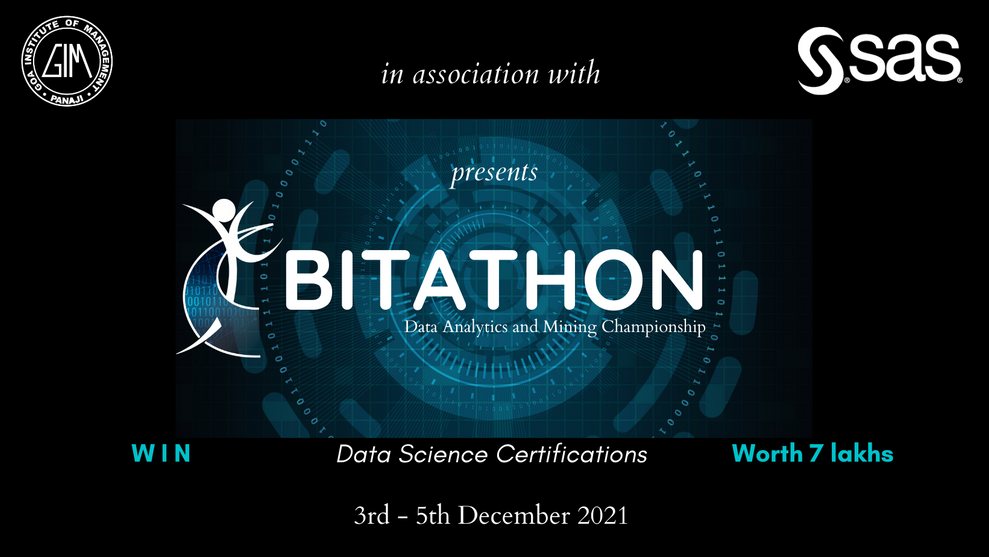 GOA INSTITUTE OF MANAGEMENT
GIM
• PANAJI •
in association with
sas
presents
BITATHON
Data Analytics and Mining Championship
WIN
Data Science Certifications
Worth 7 lakhs
3rd - 5th December 2021